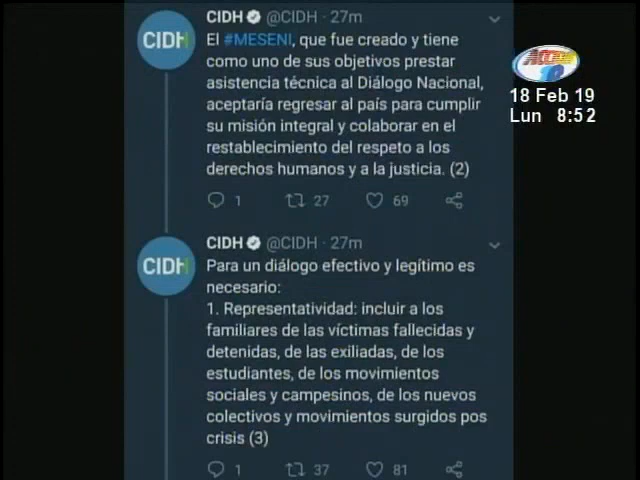 CIDH @CIDH · 27m
El #MESENI, que fue creado y tiene
como uno de sus objetivos prestar
asistencia técnica al Diálogo Nacional,
aceptaría regresar al país para cumplir
su misión integral y colaborar en el
restablecimiento del respeto a los
derechos humanos y a la justicia. (2)
1 27 69
CIDH
Acción
10
18 Feb 19
Lun 8:52
CIDH @CIDH · 27m
Para un diálogo efectivo y legítimo es
necesario:
1. Representatividad: incluir a los
familiares de las víctimas fallecidas y
detenidas, de las exiliadas, de los
estudiantes, de los movimientos
sociales y campesinos, de los nuevos
colectivos y movimientos surgidos pos
crisis (3)
1 37 81
CIDH